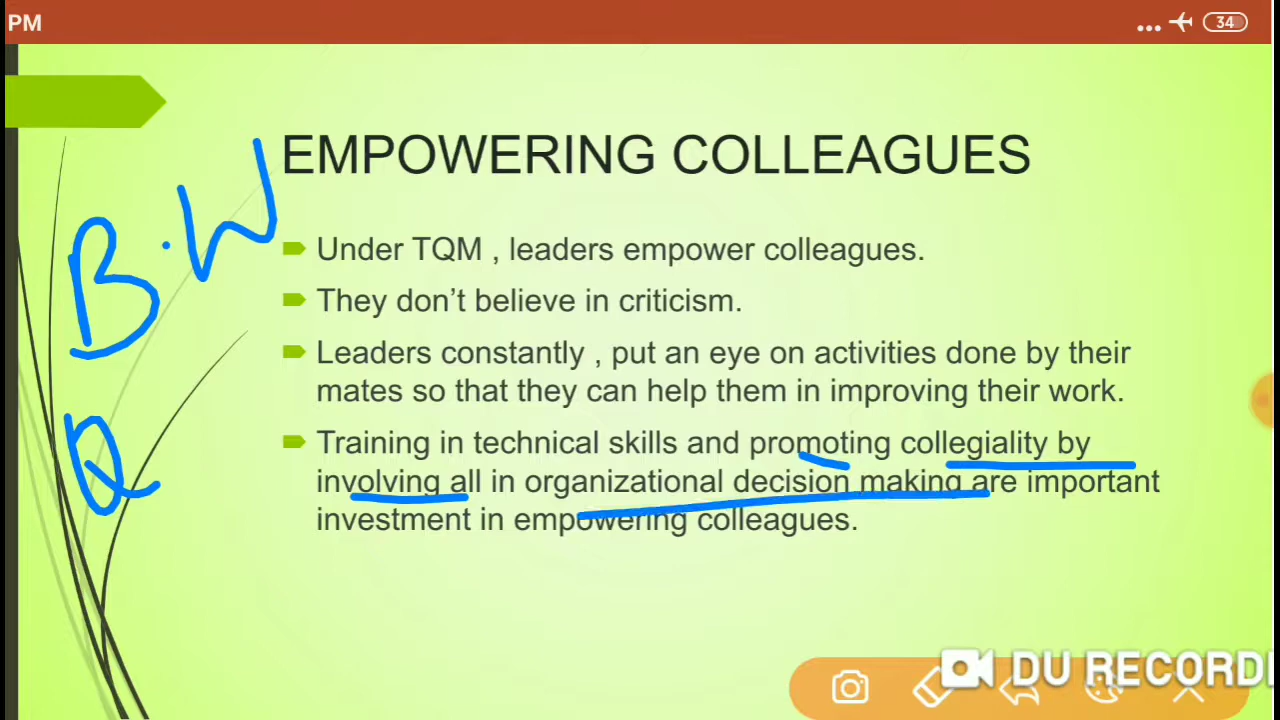 PM
34
EMPOWERING COLLEAGUES
Under TQM , leaders empower colleagues.
They don’t believe in criticism.
Leaders constantly , put an eye on activities done by their
mates so that they can help them in improving their work.
Training in technical skills and promoting collegiality by
involving all in organizational decision making are important
investment in empowering colleagues.
B.W
Q
DU RECORD